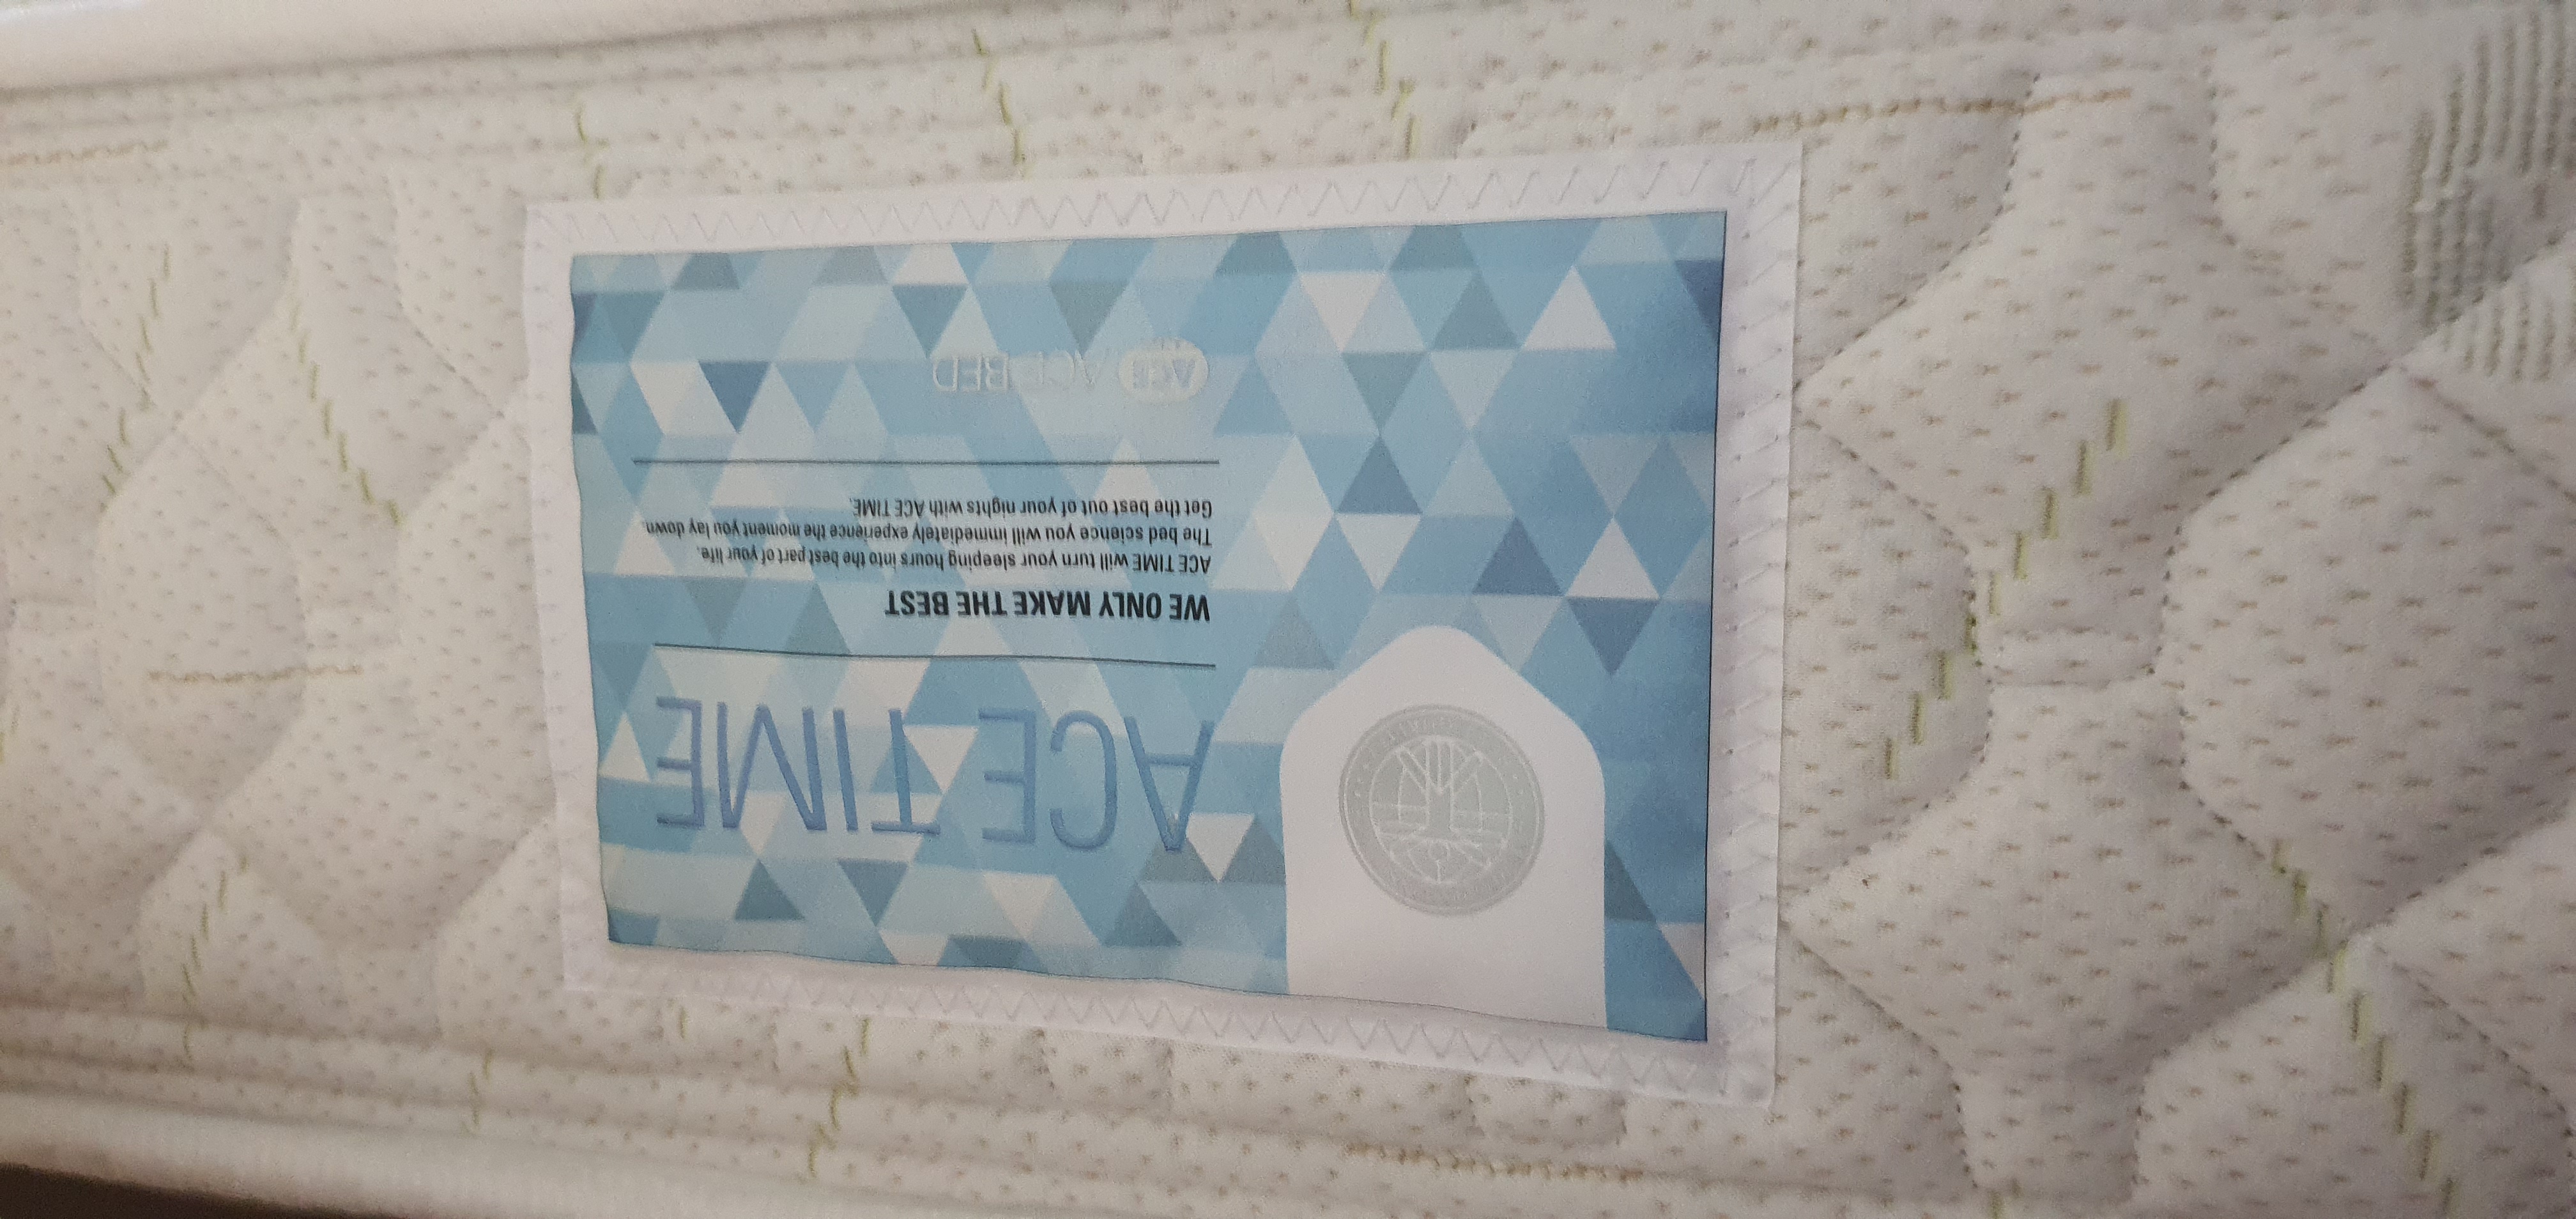 ACE TIME
WE ONLY MAKE THE BEST
ACE TIME will turn your sleeping hours into the best part of your life.
The bed science you will immediately experience the moment you lay down.
Get the best out of your nights with ACE TIME.
ACE ACE BED